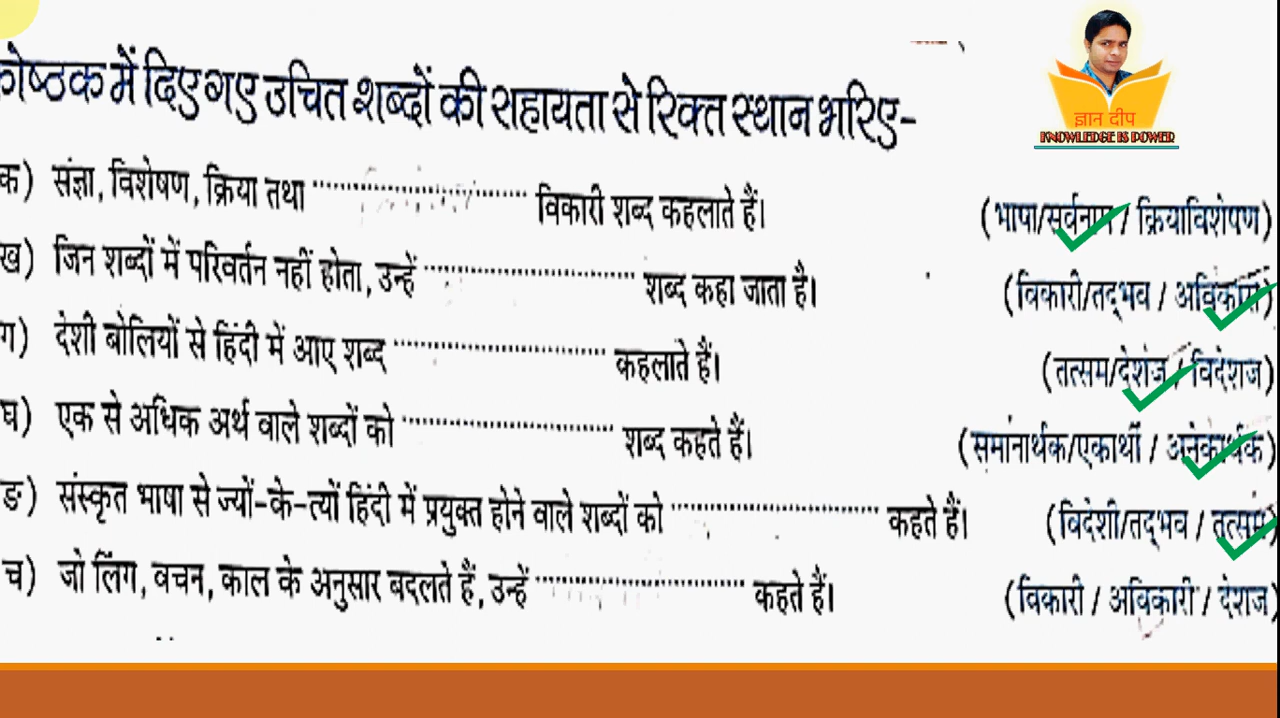 कोष्ठक में दिए गए उचित शब्दों की सहायता से रिक्त स्थान भरिए-
ज्ञान दीप
KNOWLEDGE IS POWER
क) संज्ञा, विशेषण, क्रिया तथा .................... विकारी शब्द कहलाते हैं। (भाषा/सर्वनाम / क्रियाविशेषण)
ख) जिन शब्दों में परिवर्तन नहीं होता, उन्हें .................... शब्द कहा जाता है। (विकारी/तद्भव / अविकारी)
ग) देशी बोलियों से हिंदी में आए शब्द .................... कहलाते हैं। (तत्सम/देशज / विदेशज)
घ) एक से अधिक अर्थ वाले शब्दों को .................... शब्द कहते हैं। (समानार्थक/एकार्थी / अनेकार्थक)
ङ) संस्कृत भाषा से ज्यों-के-त्यों हिंदी में प्रयुक्त होने वाले शब्दों को .................... कहते हैं। (विदेशी/तद्भव / तत्सम)
च) जो लिंग, वचन, काल के अनुसार बदलते हैं, उन्हें .................... कहते हैं। (विकारी / अविकारी / देशज)